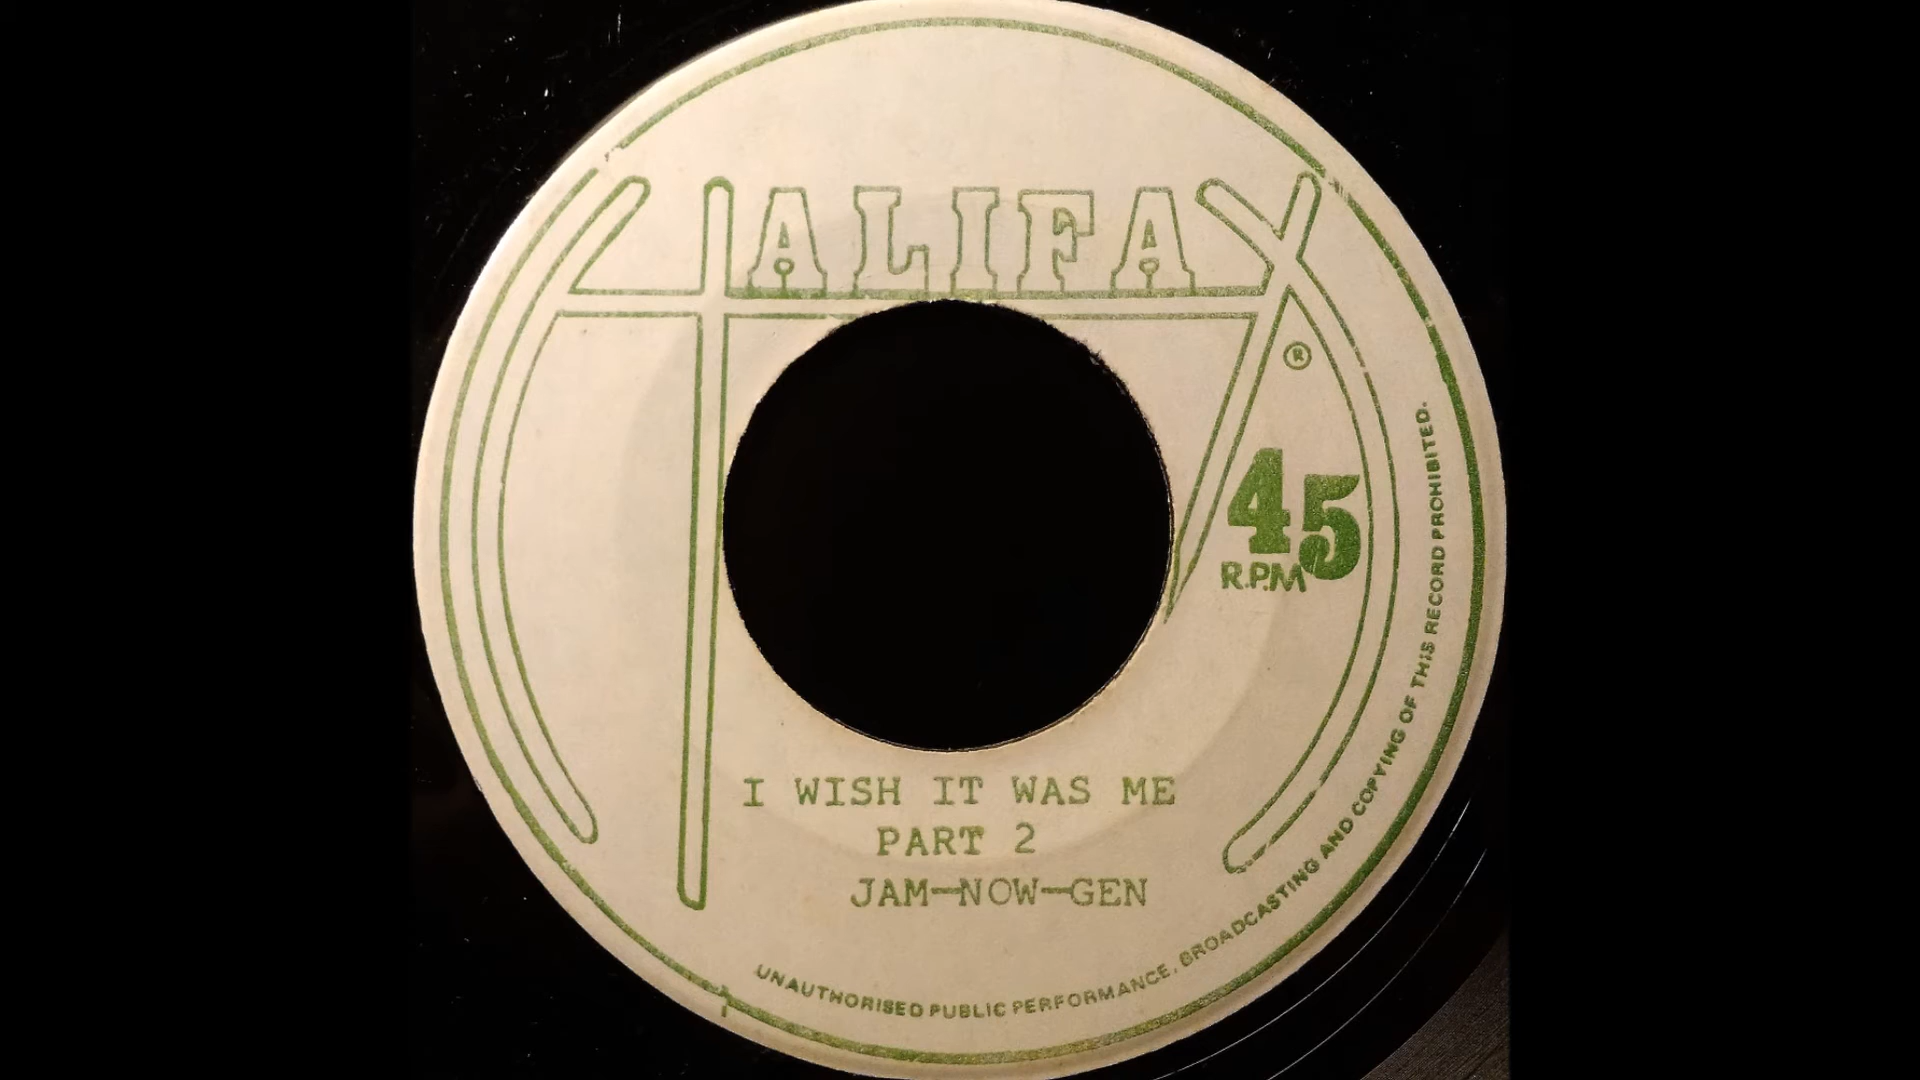 HALIFAX
®
45
R.P.M
I WISH IT WAS ME
PART 2
JAM-NOW-GEN
UNAUTHORISED PUBLIC PERFORMANCE, BROADCASTING AND COPYING OF THIS RECORD PROHIBITED.